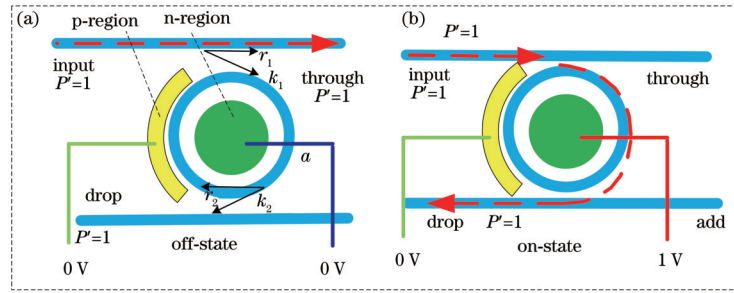 (a)
p-region
n-region
input
P'=1
r₁
k₁
through
P'=1
a
drop
r₂
k₂
P'=1
off-state
0 V
0 V
(b)
P'=1
input
P'=1
through
drop
P'=1
add
on-state
0 V
1 V